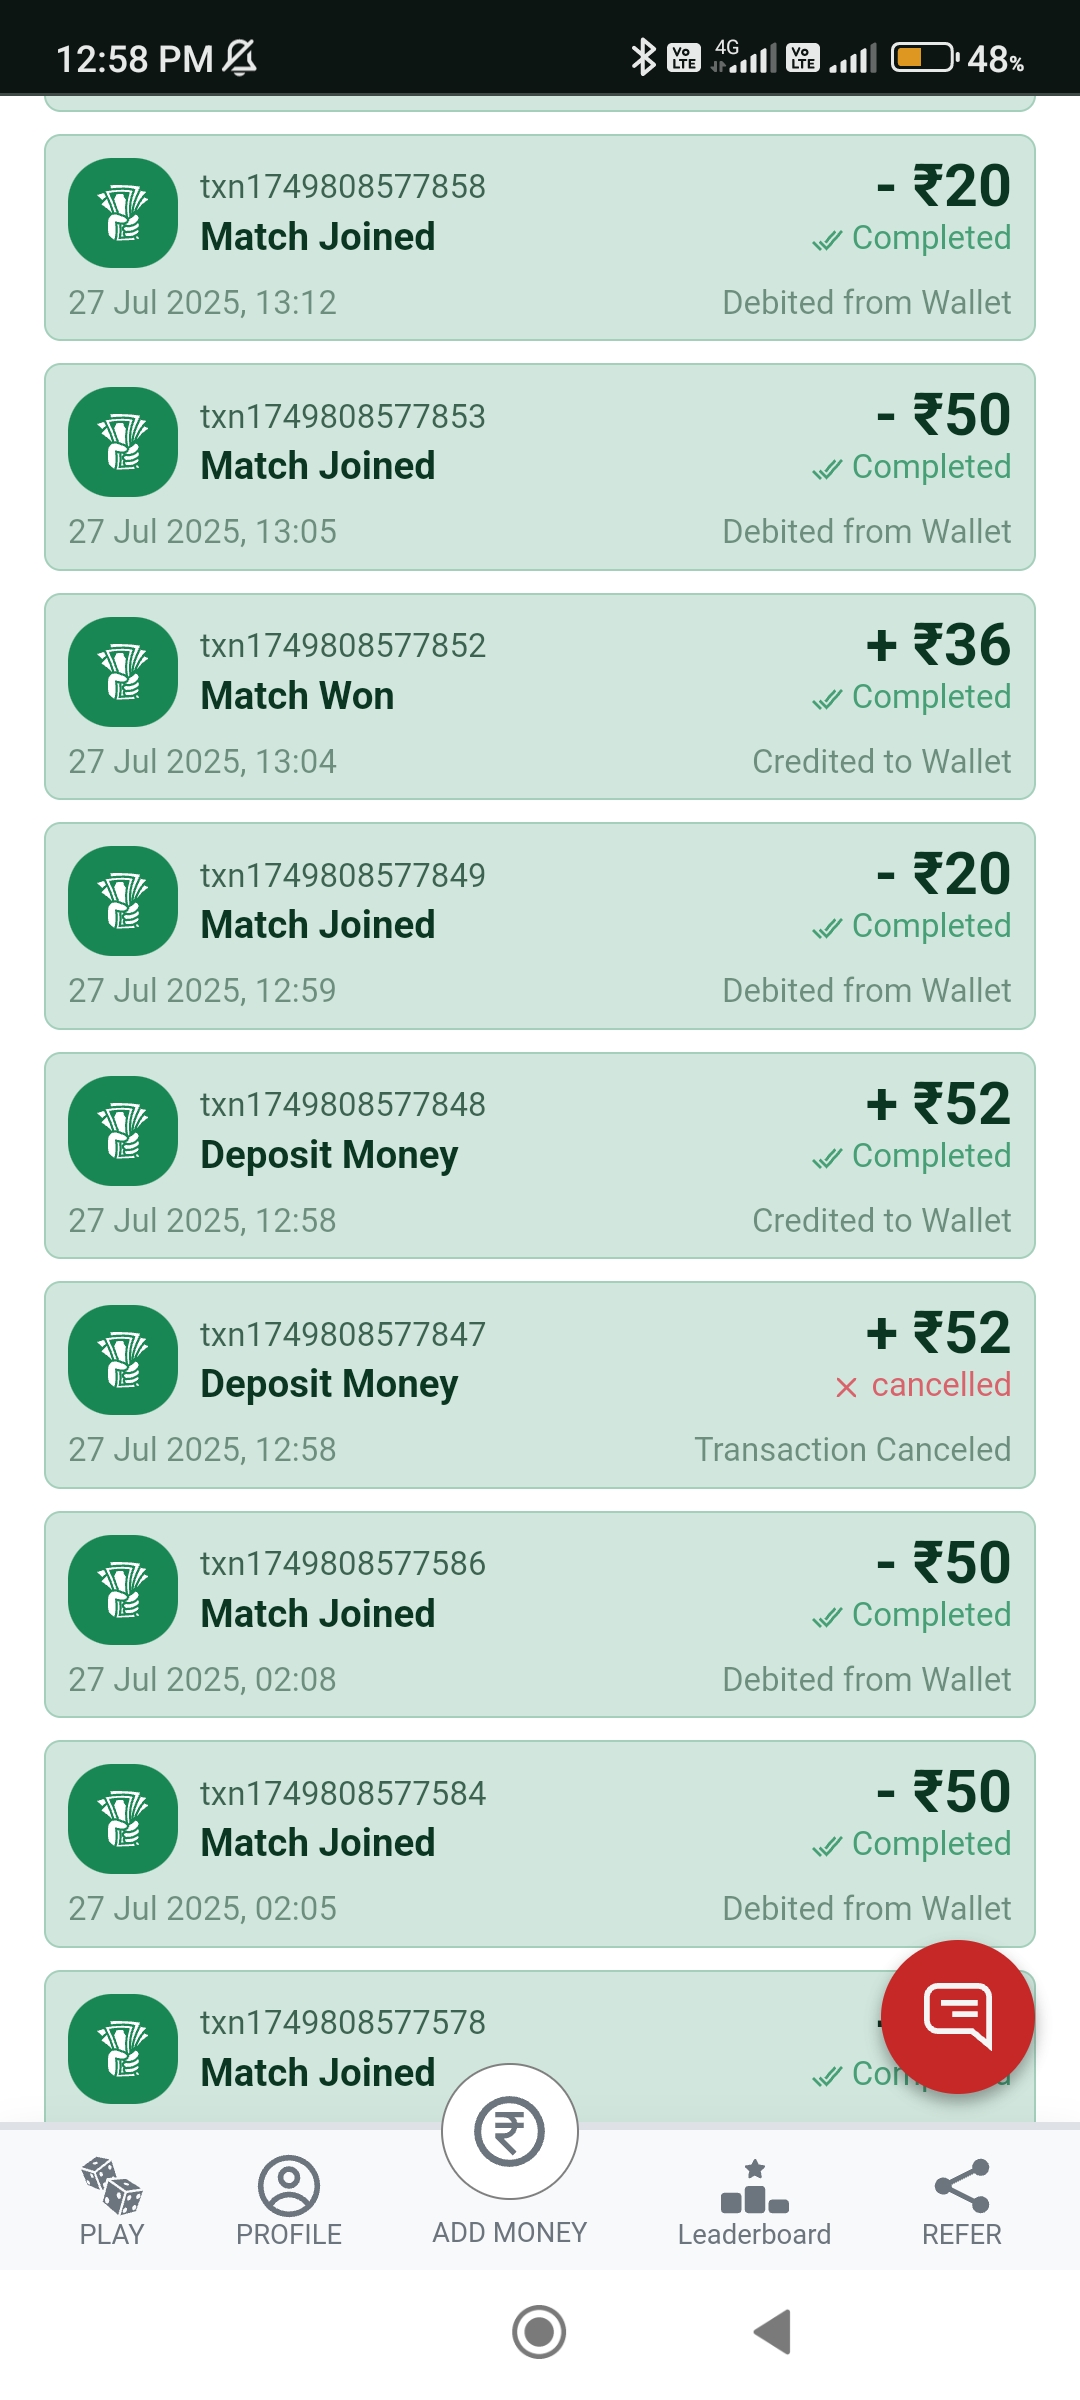 12:58 PM
Vo LTE
4G
Vo LTE
48%
txn1749808577858
- ₹20
Match Joined
Completed
27 Jul 2025, 13:12
Debited from Wallet
txn1749808577853
- ₹50
Match Joined
Completed
27 Jul 2025, 13:05
Debited from Wallet
txn1749808577852
+ ₹36
Match Won
Completed
27 Jul 2025, 13:04
Credited to Wallet
txn1749808577849
- ₹20
Match Joined
Completed
27 Jul 2025, 12:59
Debited from Wallet
txn1749808577848
+ ₹52
Deposit Money
Completed
27 Jul 2025, 12:58
Credited to Wallet
txn1749808577847
+ ₹52
Deposit Money
cancelled
27 Jul 2025, 12:58
Transaction Canceled
txn1749808577586
- ₹50
Match Joined
Completed
27 Jul 2025, 02:08
Debited from Wallet
txn1749808577584
- ₹50
Match Joined
Completed
27 Jul 2025, 02:05
Debited from Wallet
txn1749808577578
Match Joined
₹
PLAY
PROFILE
ADD MONEY
Leaderboard
REFER